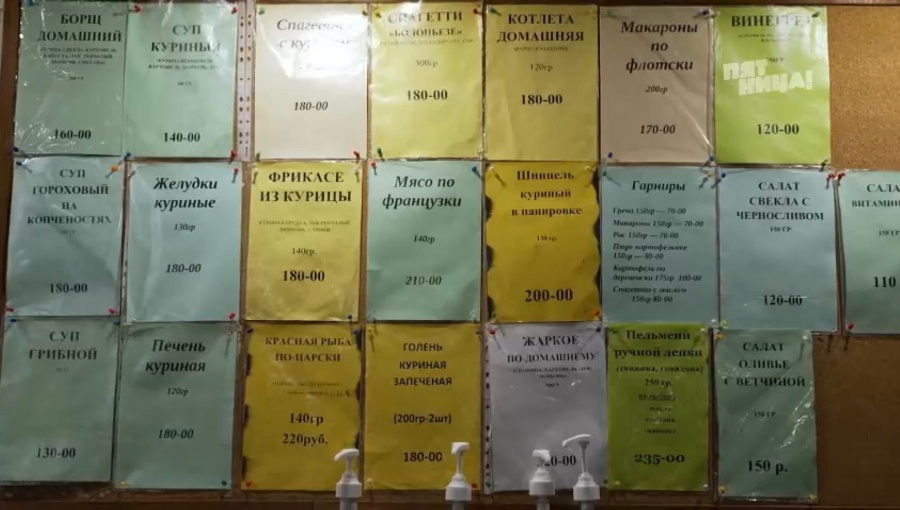 БОРЩ
ДОМАШНИЙ
160-00
СУП
КУРИНЫЙ
140-00
Спагетти
с
180-00
СПАГЕТТИ
«БОЛОНЬЕЗЕ»
300гр
180-00
КОТЛЕТА
ДОМАШНЯЯ
120гр
180-00
Макароны
по
флотски
200гр
170-00
ВИНЕГРЕТ
ПЯТ
НИЦА!
120-00
СУП
ГОРОХОВЫЙ
НА
КОПЧЕНОСТЯХ
180-00
Желудки
куриные
130гр
180-00
ФРИКАСЕ
ИЗ КУРИЦЫ
140гр.
180-00
Мясо по
французки
140гр
210-00
Шницель
куриный
в панировке
130 гр.
200-00
Гарниры
Греча 150гр — 70-00
Макароны 150гр — 70-00
Рис 150гр — 70-00
Пюре картофельное
150гр — 80-00
Картофель по
деревенски 175гр 100-00
Спагетти с маслом
150гр 80-00
САЛАТ
СВЕКЛА С
ЧЕРНОСЛИВОМ
150 ГР
120-00
САЛА
ВИТАМИН
150 ГР
110
СУП
ГРИБНОЙ
130-00
Печень
куриная
120гр
180-00
КРАСНАЯ РЫБА
ПО-ЦАРСКИ
140гр
220руб.
ГОЛЕНЬ
КУРИНАЯ
ЗАПЕЧЕНАЯ
(200гр-2шт)
180-00
ЖАРКОЕ
ПО-ДОМАШНЕМУ
0-00
Пельмени
ручной лепки
(свинина, говядина)
250 гр.
235-00
САЛАТ
ОЛИВЬЕ
С ВЕТЧИНОЙ
150 ГР
150 р.